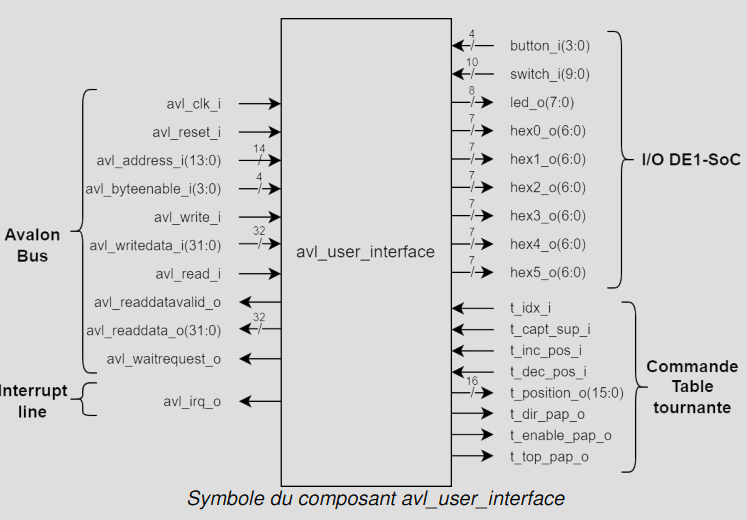 Avalon
Bus
avl_clk_i
avl_reset_i
avl_address_i(13:0)
14
avl_byteenable_i(3:0)
4
avl_write_i
avl_writedata_i(31:0)
32
avl_read_i
avl_readdatavalid_o
avl_readdata_o(31:0)
32
avl_waitrequest_o
Interrupt
line
avl_irq_o
avl_user_interface
4
button_i(3:0)
10
switch_i(9:0)
8
led_o(7:0)
7
hex0_o(6:0)
7
hex1_o(6:0)
7
hex2_o(6:0)
7
hex3_o(6:0)
7
hex4_o(6:0)
7
hex5_o(6:0)
I/O DE1-SoC
t_idx_i
t_capt_sup_i
t_inc_pos_i
t_dec_pos_i
16
t_position_o(15:0)
t_dir_pap_o
t_enable_pap_o
t_top_pap_o
Commande
Table
tournante
Symbole du composant avl_user_interface